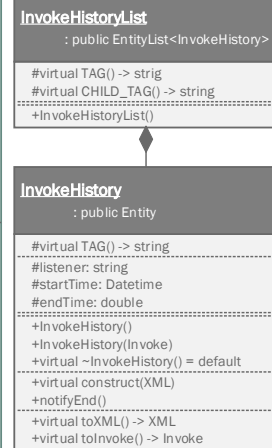 InvokeHistoryList
: public EntityList<InvokeHistory>
#virtual TAG() -> strig
#virtual CHILD_TAG() -> string
+InvokeHistoryList()
InvokeHistory
: public Entity
#virtual TAG() -> string
#listener: string
#startTime: Datetime
#endTime: double
+InvokeHistory()
+InvokeHistory(Invoke)
+virtual ~InvokeHistory() = default
+virtual construct(XML)
+notifyEnd()
+virtual toXML() -> XML
+virtual toInvoke() -> Invoke